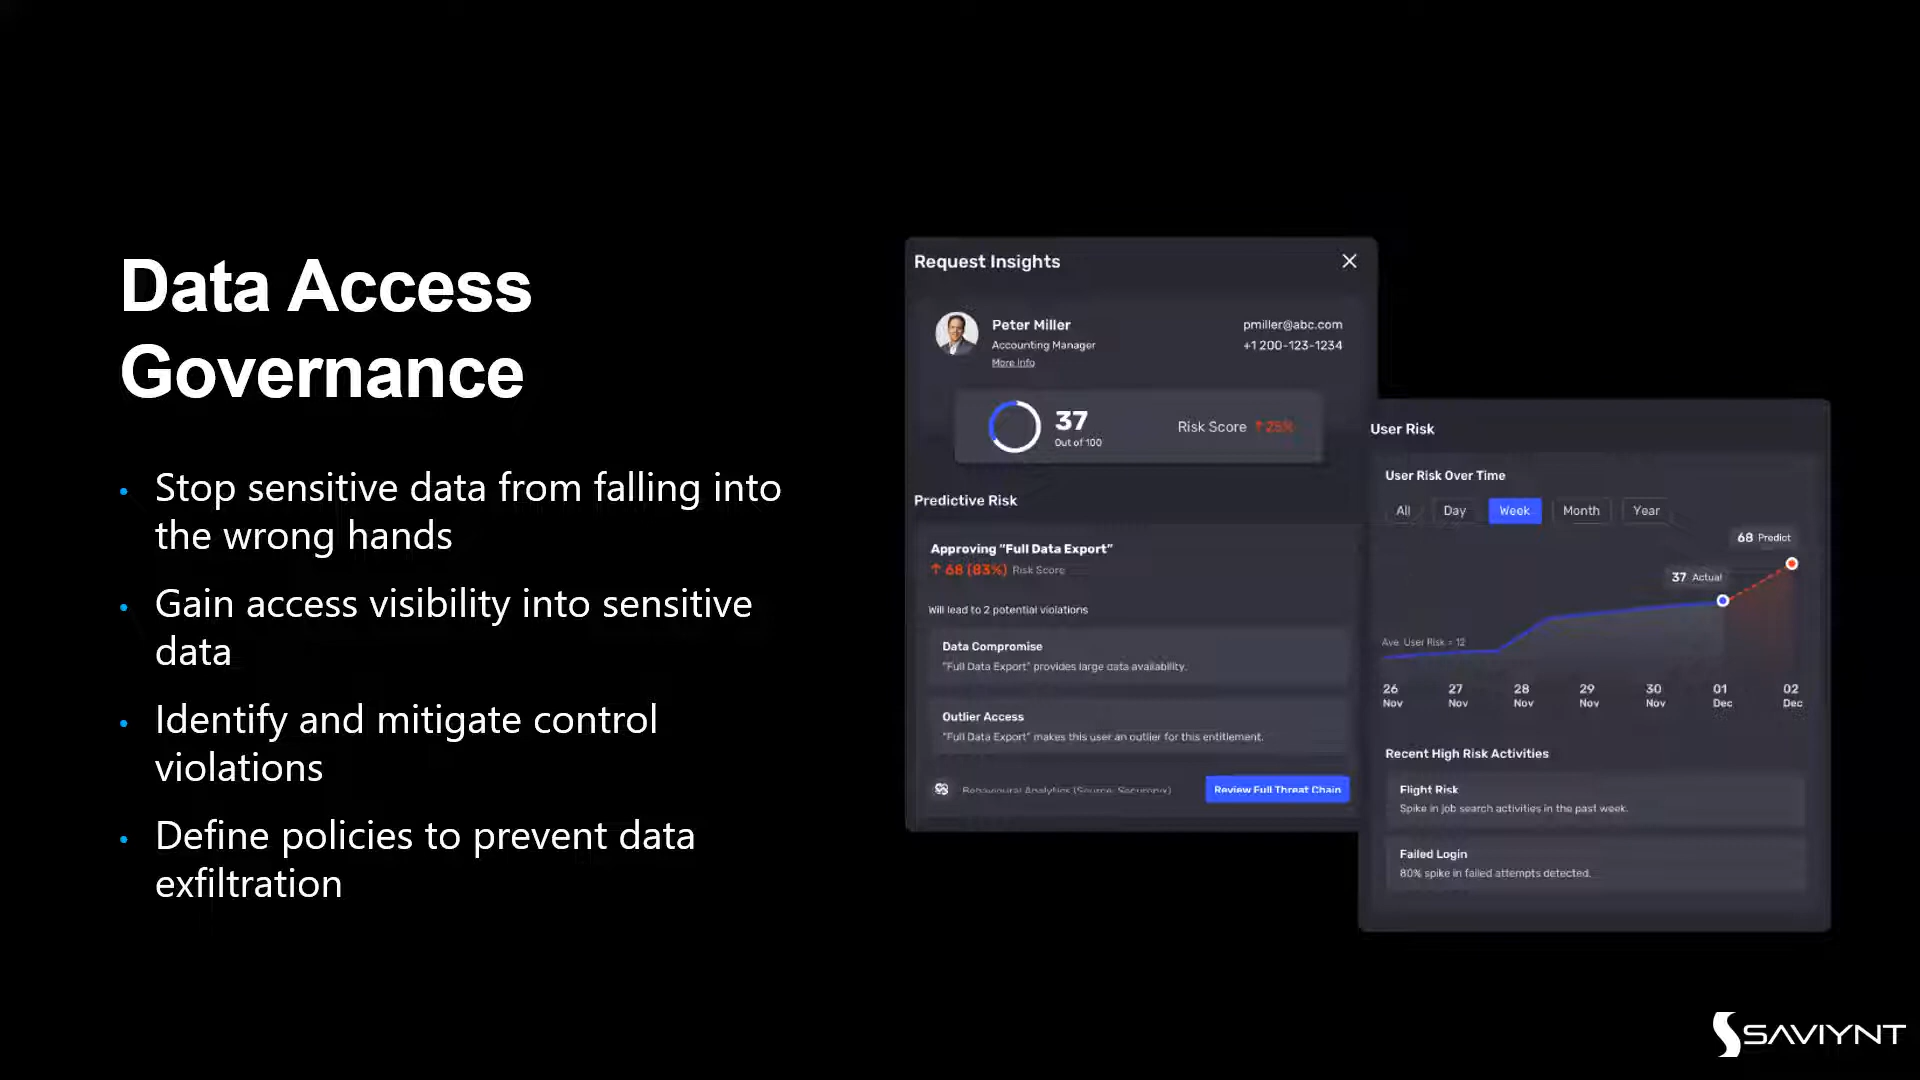 Data Access
Governance
• Stop sensitive data from falling into
the wrong hands
• Gain access visibility into sensitive
data
• Identify and mitigate control
violations
• Define policies to prevent data
exfiltration
Request Insights
Peter Miller
Accounting Manager
More Info
pmiller@abc.com
+1 200-123-1234
37
Out of 100
Risk Score ↑25%
Predictive Risk
Approving "Full Data Export"
↑ 68 (83%) Risk Score
Will lead to 2 potential violations
Data Compromise
"Full Data Export" provides large data availability.
Outlier Access
"Full Data Export" makes this user an outlier for this entitlement.
Behavioural Analytics (Source: Securonix)
Review Full Threat Chain
User Risk
User Risk Over Time
All Day Week Month Year
68 Predict
37 Actual
Ave. User Risk = 12
26 27 28 29 30 01 02
Nov Nov Nov Nov Nov Dec Dec
Recent High Risk Activities
Flight Risk
Spike in job search activities in the past week.
Failed Login
80% spike in failed attempts detected.
SAVIYNT